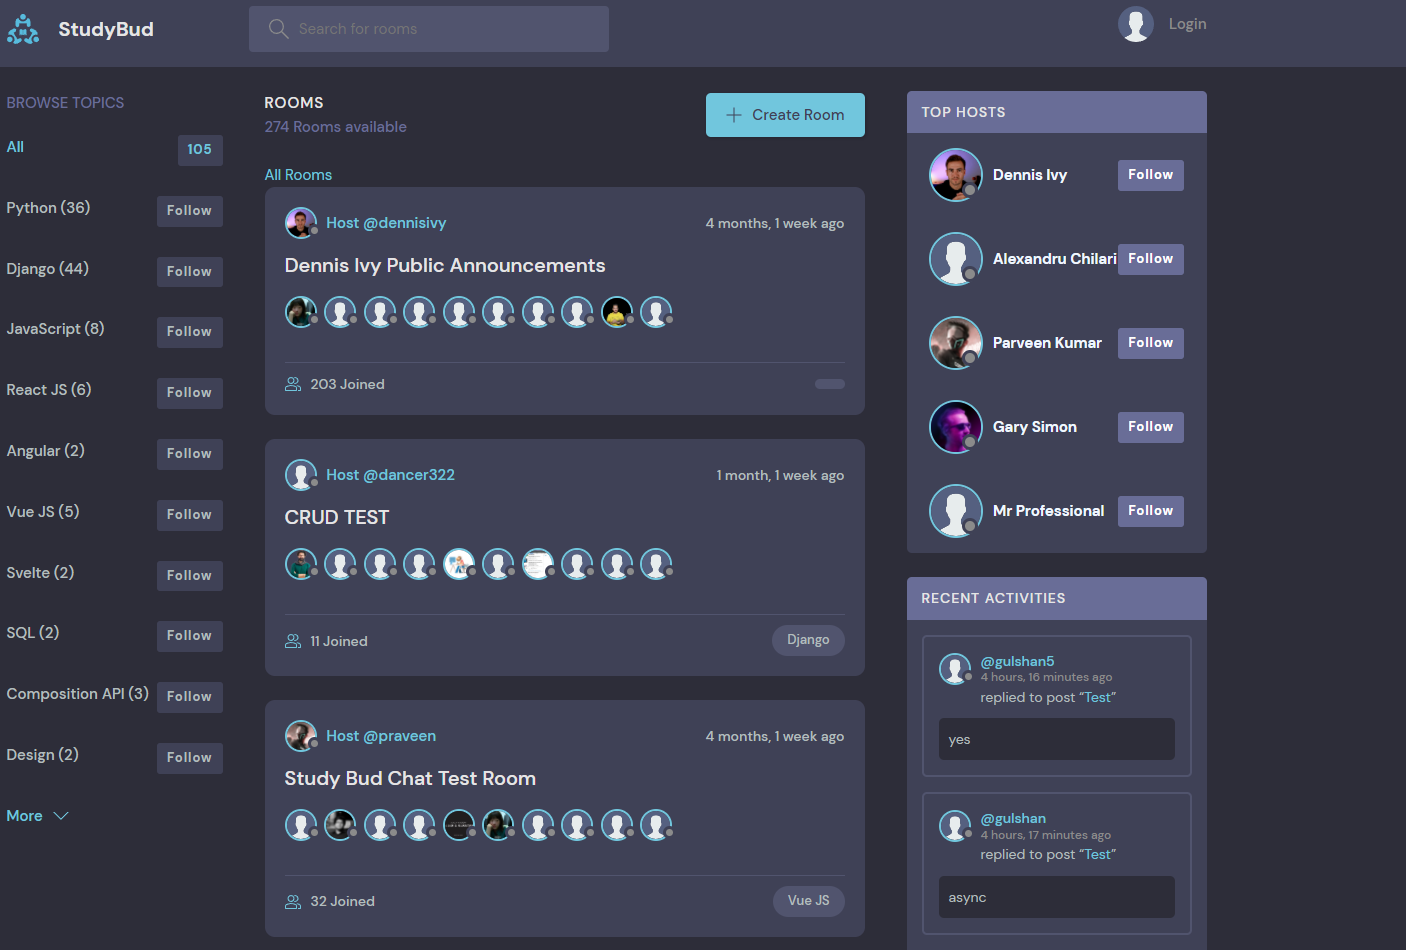 StudyBud
Search for rooms
Login
BROWSE TOPICS
All
105
Python (36)
Follow
Django (44)
Follow
JavaScript (8)
Follow
React JS (6)
Follow
Angular (2)
Follow
Vue JS (5)
Follow
Svelte (2)
Follow
SQL (2)
Follow
Composition API (3)
Follow
Design (2)
Follow
More
ROOMS
274 Rooms available
Create Room
All Rooms
Host @dennisivy
4 months, 1 week ago
Dennis Ivy Public Announcements
203 Joined
Host @dancer322
1 month, 1 week ago
CRUD TEST
11 Joined
Django
Host @praveen
4 months, 1 week ago
Study Bud Chat Test Room
32 Joined
Vue JS
TOP HOSTS
Dennis Ivy
Follow
Alexandru Chilari
Follow
Parveen Kumar
Follow
Gary Simon
Follow
Mr Professional
Follow
RECENT ACTIVITIES
@gulshan5
4 hours, 16 minutes ago
replied to post “Test”
yes
@gulshan
4 hours, 17 minutes ago
replied to post “Test”
async